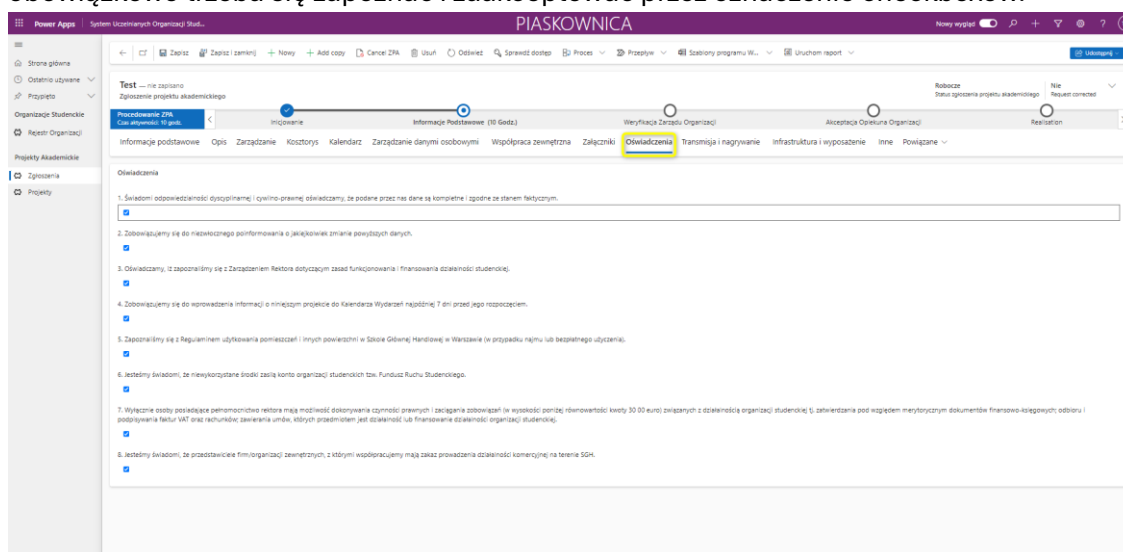 Power Apps System Uczelnianych Organizacji Stud... PIASKOWNICA Nowy wygląd
Zapisz Zapisz i zamknij Nowy Add copy Cancel ZPA Usuń Odśwież Sprawdź dostęp Proces Przepływ Szablony programu W... Uruchom raport Udostępnij
Strona główna
Ostatnio używane
Przypięto
Organizacje Studenckie
Rejestr Organizacji
Projekty Akademickie
Zgłoszenia
Projekty
Test — nie zapisano
Zgłoszenie projektu akademickiego
Robocze
Status zgłoszenia projektu akademickiego
Nie
Request corrected
Procedowanie ZPA
Czas aktywności: 10 godz.
Inicjowanie Informacje Podstawowe (10 Godz.) Weryfikacja Zarządu Organizacji Akceptacja Opiekuna Organizacji Realisation
Informacje podstawowe Opis Zarządzanie Kosztorys Kalendarz Zarządzanie danymi osobowymi Współpraca zewnętrzna Załączniki Oświadczenia Transmisja i nagrywanie Infrastruktura i wyposażenie Inne Powiązane
Oświadczenia
1. Świadomi odpowiedzialności dyscyplinarnej i cywilno-prawnej oświadczamy, że podane przez nas dane są kompletne i zgodne ze stanem faktycznym.
2. Zobowiązujemy się do niezwłocznego poinformowania o jakiejkolwiek zmianie powyższych danych.
3. Oświadczamy, iż zapoznaliśmy się z Zarządzeniem Rektora dotyczącym zasad funkcjonowania i finansowania działalności studenckiej.
4. Zobowiązujemy się do wprowadzenia informacji o niniejszym projekcie do Kalendarza Wydarzeń najpóźniej 7 dni przed jego rozpoczęciem.
5. Zapoznaliśmy się z Regulaminem użytkowania pomieszczeń i innych powierzchni w Szkole Głównej Handlowej w Warszawie (w przypadku najmu lub bezpłatnego użyczenia).
6. Jesteśmy świadomi, że niewykorzystane środki zasilą konto organizacji studenckich tzw. Fundusz Ruchu Studenckiego.
7. Wyłącznie osoby posiadające pełnomocnictwo rektora mają możliwość dokonywania czynności prawnych i zaciągania zobowiązań (w wysokości poniżej równowartości kwoty 30 00 euro) związanych z działalnością organizacji studenckiej tj. zatwierdzania pod względem merytorycznym dokumentów finansowo-księgowych; odbioru i
podpisywania faktur VAT oraz rachunków; zawierania umów, których przedmiotem jest działalność lub finansowanie działalności organizacji studenckiej.
8. Jesteśmy świadomi, że przedstawiciele firm/organizacji zewnętrznych, z którymi współpracujemy mają zakaz prowadzenia działalności komercyjnej na terenie SGH.